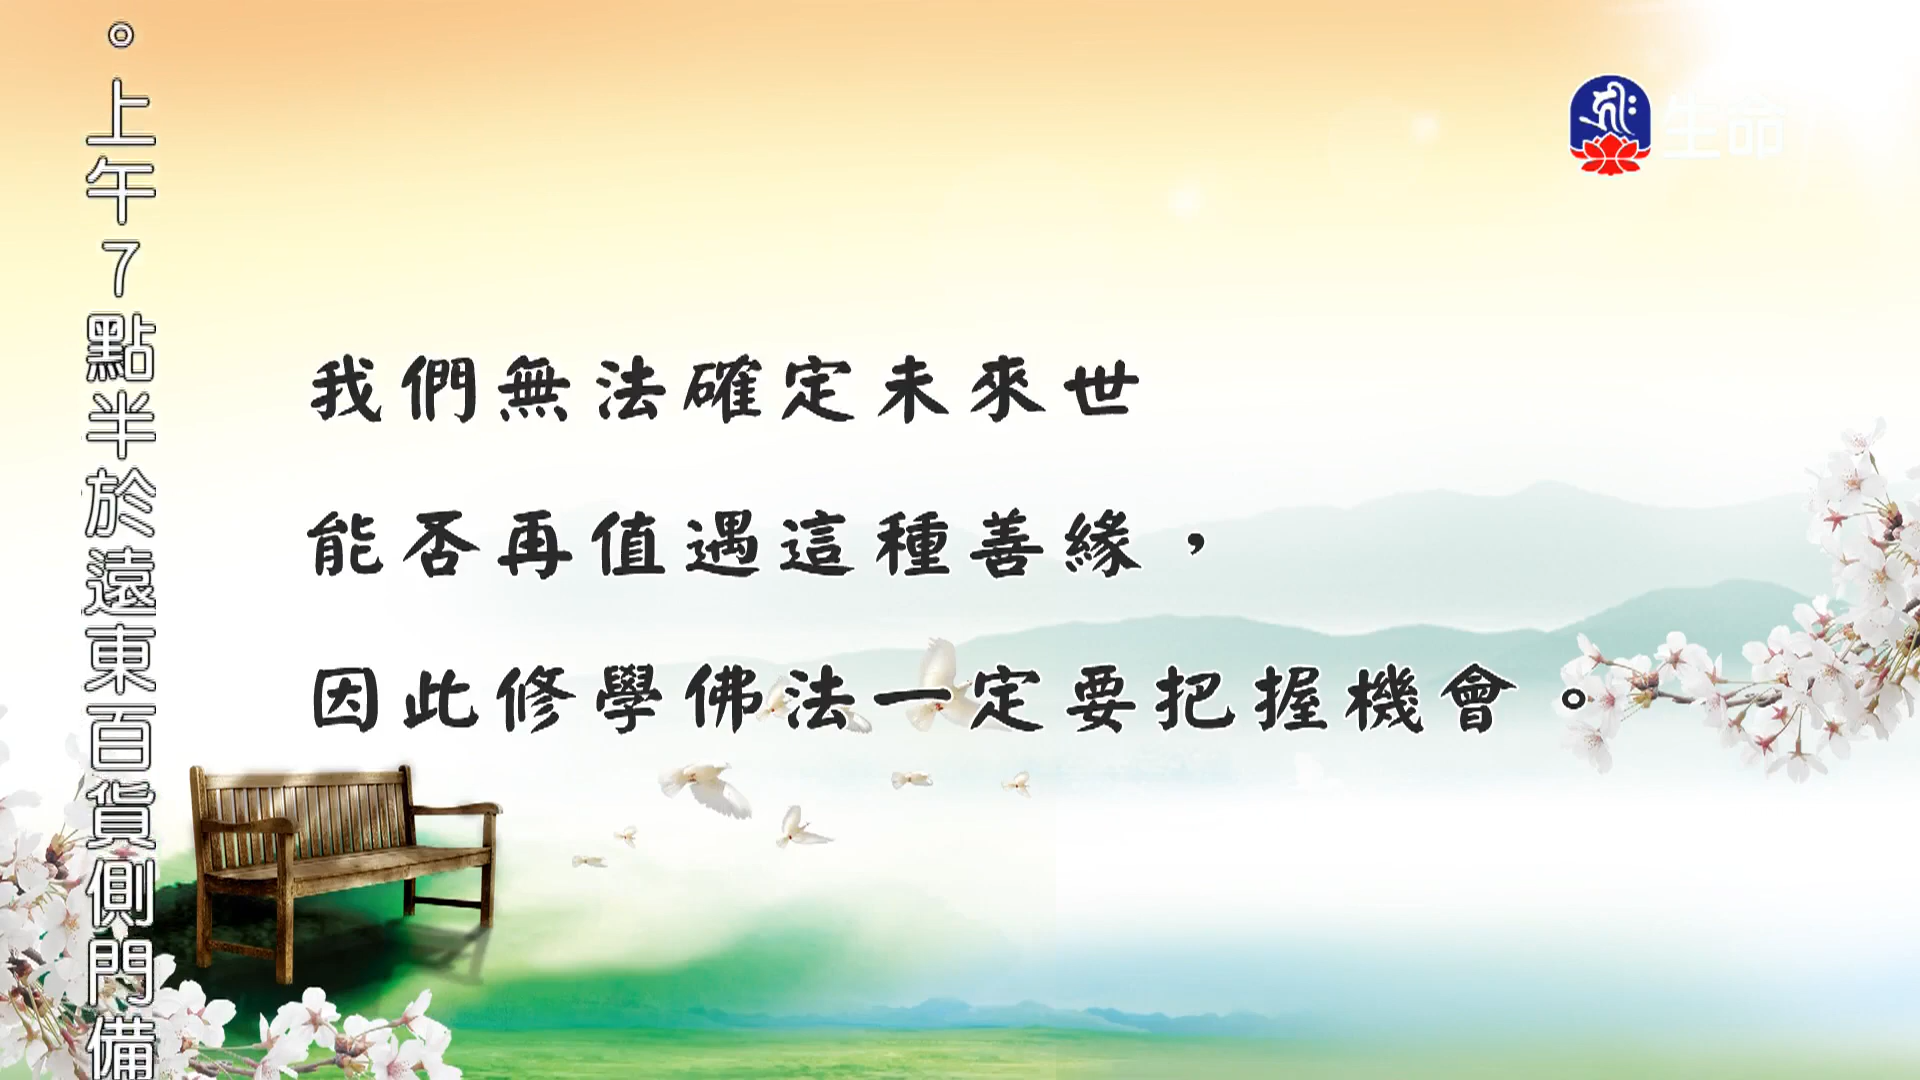 。上午7點半於遠東百貨側門備
生命
我們無法確定未來世
能否再值遇這種善緣，
因此修學佛法一定要把握機會。